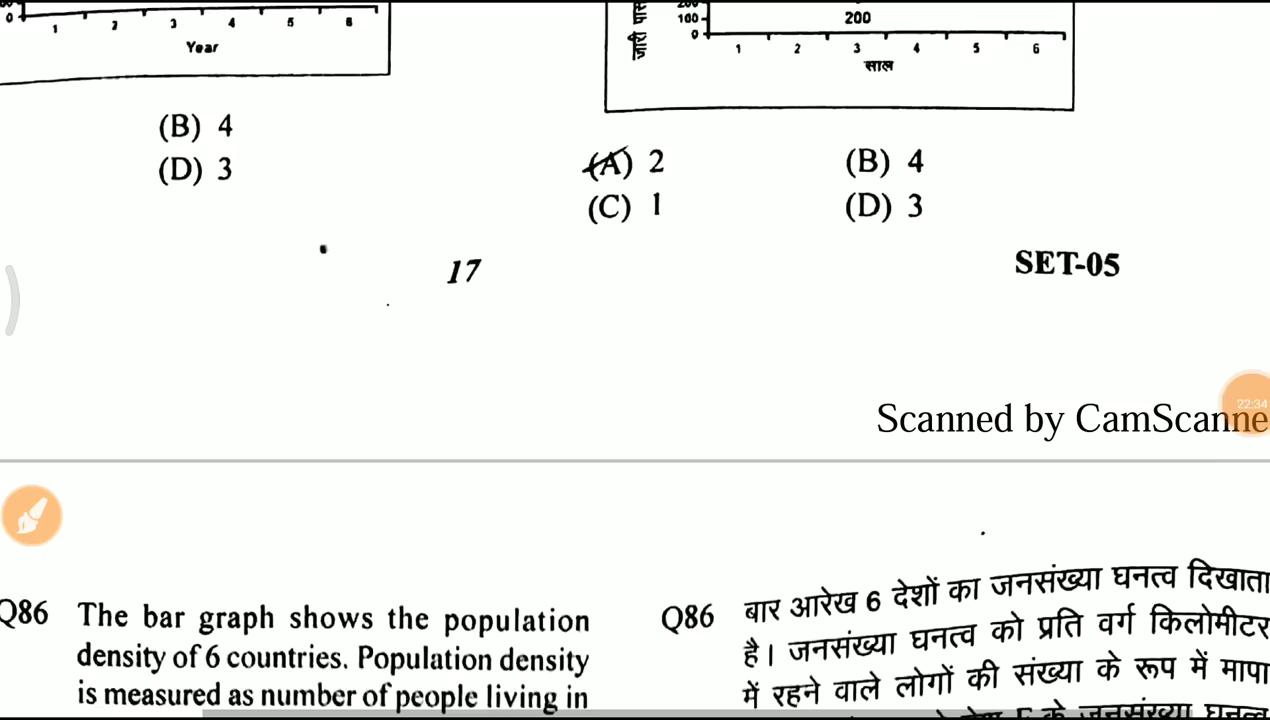 0
1 2 3 4 5 6
Year
(B) 4
(D) 3
जारी
100
200
0
1 2 3 4 5 6
साल
(A) 2 (B) 4
(C) 1 (D) 3
17
SET-05
Scanned by CamScanne
22:34
Q86 The bar graph shows the population
density of 6 countries. Population density
is measured as number of people living in
Q86 बार आरेख 6 देशों का जनसंख्या घनत्व दिखाता
है। जनसंख्या घनत्व को प्रति वर्ग किलोमीटर
में रहने वाले लोगों की संख्या के रूप में मापा